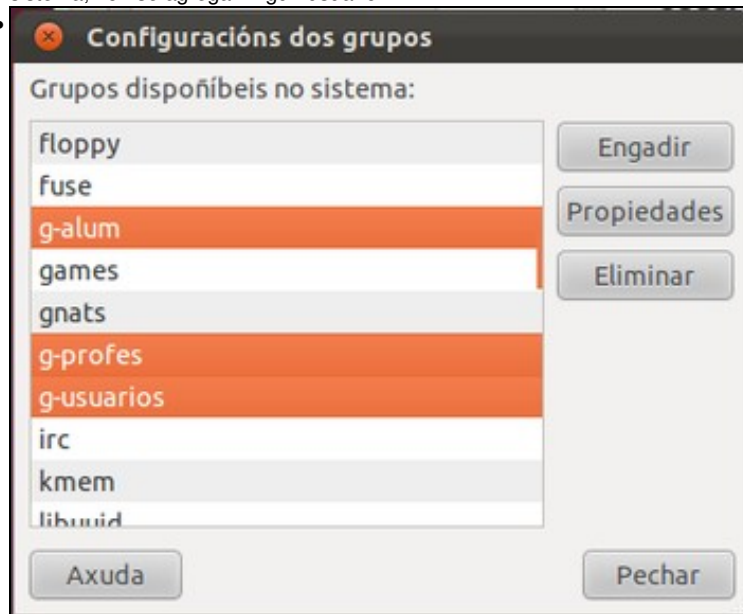 Configuracións dos grupos
Grupos dispoñíbeis no sistema:
floppy
Engadir
fuse
Propiedades
g-alum
games
Eliminar
gnats
g-profes
g-usuarios
irc
kmem
libuuid
Axuda
Pechar